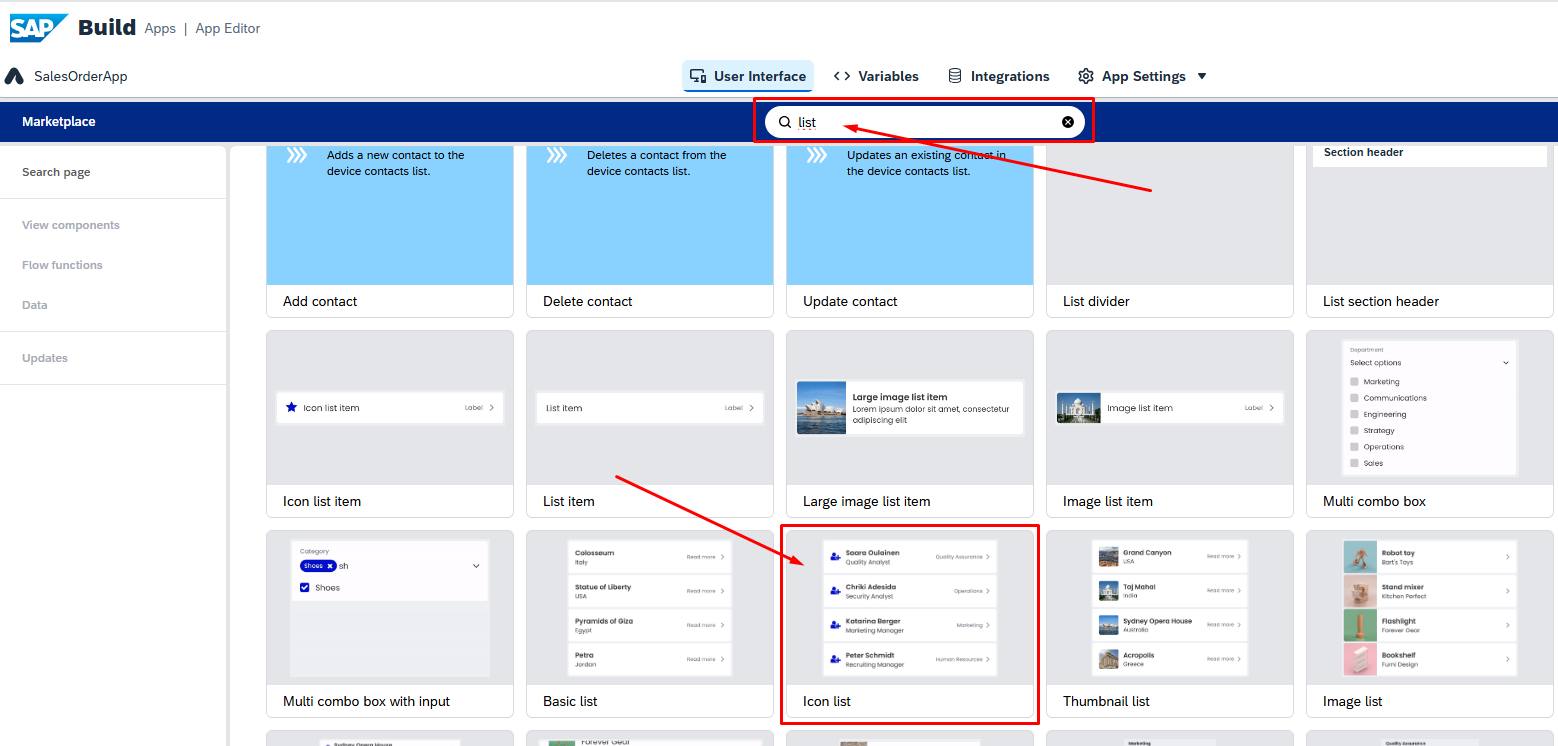 SAP Build Apps | App Editor
SalesOrderApp
User Interface
<> Variables
Integrations
App Settings
Marketplace
list
Search page
View components
Flow functions
Data
Updates
Adds a new contact to the
device contacts list.
Deletes a contact from the
device contacts list.
Updates an existing contact in
the device contacts list.
Section header
Add contact
Delete contact
Update contact
List divider
List section header
Icon list item
Label
List item
Label
Large image list item
Lorem ipsum dolor sit amet, consectetur
adipiscing elit
Image list item
Label
Department
Select options
Marketing
Communications
Engineering
Strategy
Operations
Sales
Icon list item
List item
Large image list item
Image list item
Multi combo box
Category
Shoes x sh
Shoes
Colosseum
Italy
Read more
Statue of Liberty
USA
Read more
Pyramids of Giza
Egypt
Read more
Petra
Jordan
Read more
Saara Oulainen
Quality Analyst
Quality Assurance
Chriki Adesida
Security Analyst
Operations
Katarina Berger
Marketing Manager
Marketing
Peter Schmidt
Recruiting Manager
Human Resources
Grand Canyon
USA
Read more
Taj Mahal
India
Read more
Sydney Opera House
Australia
Read more
Acropolis
Greece
Read more
Robot toy
Bart's Toys
Stand mixer
Kitchen Perfect
Flashlight
Forever Gear
Bookshelf
Furni Design
Multi combo box with input
Basic list
Icon list
Thumbnail list
Image list
Sydney Opera House
Forever Gear
Marketing
Quality Assurance